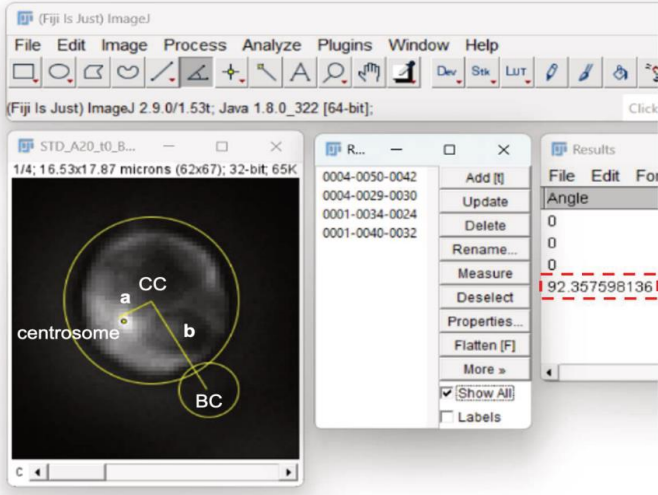 (Fiji Is Just) ImageJ
File Edit Image Process Analyze Plugins Window Help
Dev Stk LUT
(Fiji Is Just) ImageJ 2.9.0/1.53t; Java 1.8.0_322 [64-bit];
Click
STD_A20_t0_B...
1/4; 16.53x17.87 microns (62x67); 32-bit; 65K
CC
a
centrosome
b
BC
C
R...
0004-0050-0042
0004-0029-0030
0001-0034-0024
0001-0040-0032
Add [t]
Update
Delete
Rename...
Measure
Deselect
Properties...
Flatten [F]
More »
Show All
Labels
Results
File Edit For
Angle
0
0
0
92.357598136